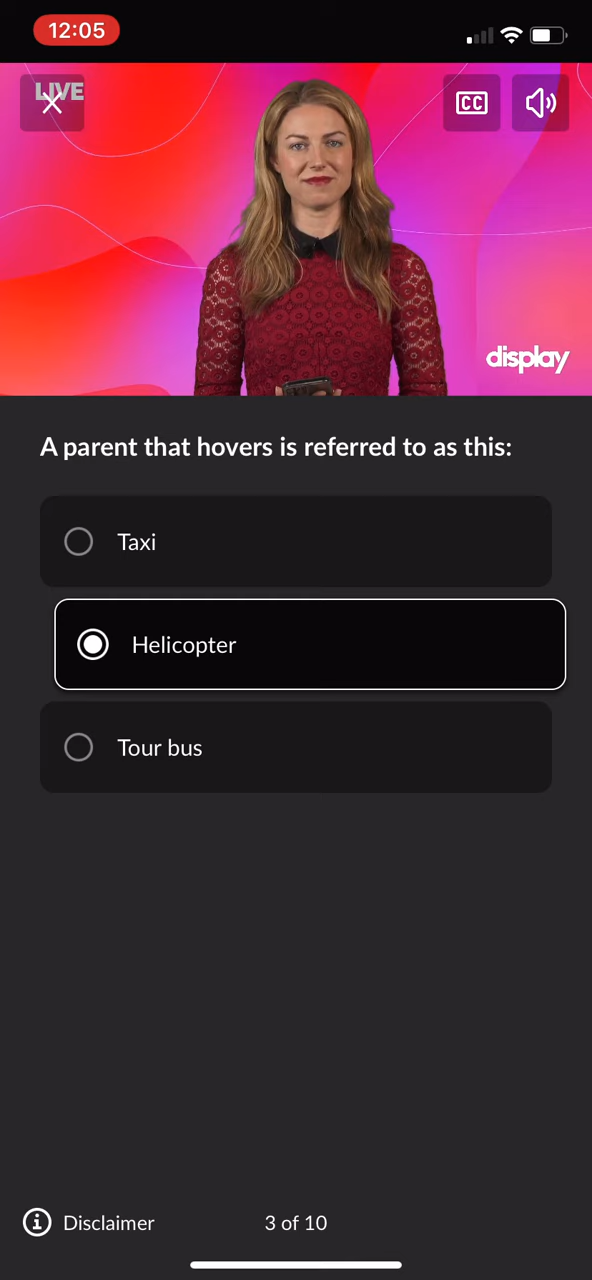 12:05
LIVE
CC
display
A parent that hovers is referred to as this:
Taxi
Helicopter
Tour bus
Disclaimer
3 of 10